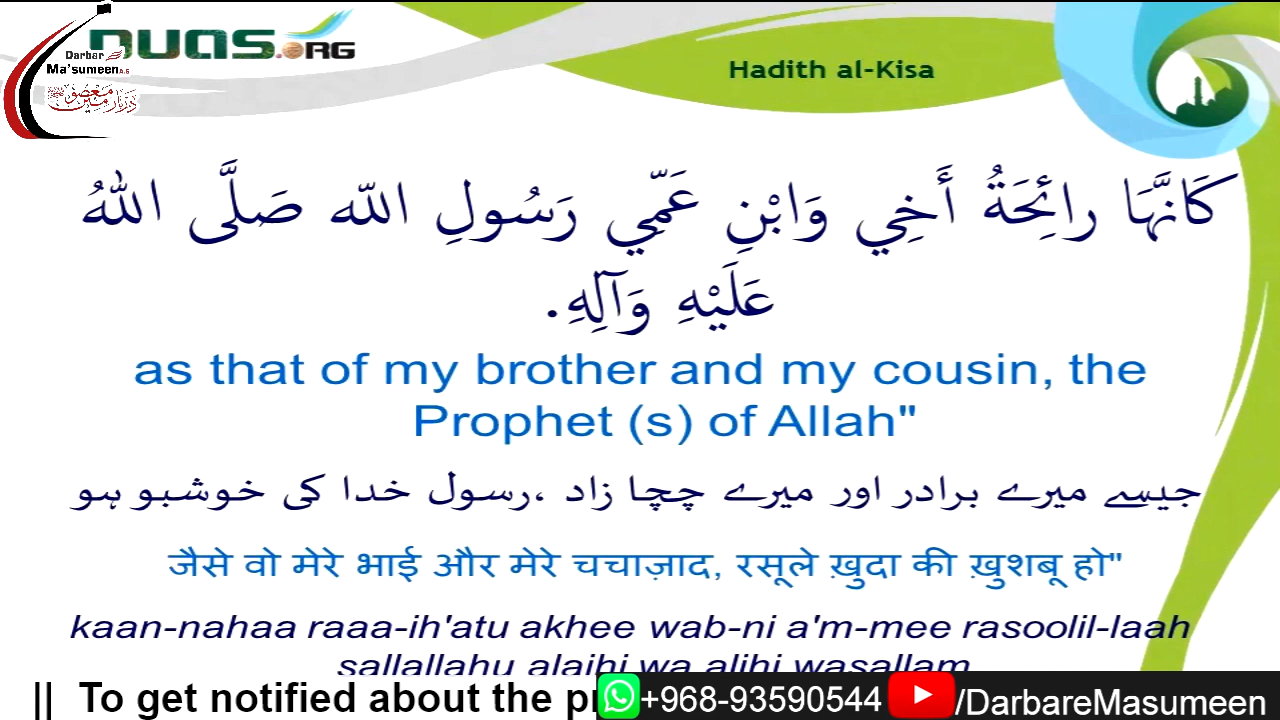 DUAS.ORG
Darbar
Ma'sumeen A.S
Hadith al-Kisa
كَانَّهَا رائِحَةُ أَخِي وَابْنِ عَمِّي رَسُولِ اللّه صَلَّى اللهُ
عَلَيْهِ وَآلِهِ.
as that of my brother and my cousin, the
Prophet (s) of Allah"
جیسے میرے برادر اور میرے چچا زاد ،رسول خدا کی خوشبو ہو
जैसे वो मेरे भाई और मेरे चचाज़ाद, रसूले ख़ुदा की ख़ुशबू हो"
kaan-nahaa raaa-ih'atu akhee wab-ni a'm-mee rasoolil-laah
sallallahu alaihi wa alihi wasallam
|| To get notified about the p +968-93590544 /DarbareMasumeen